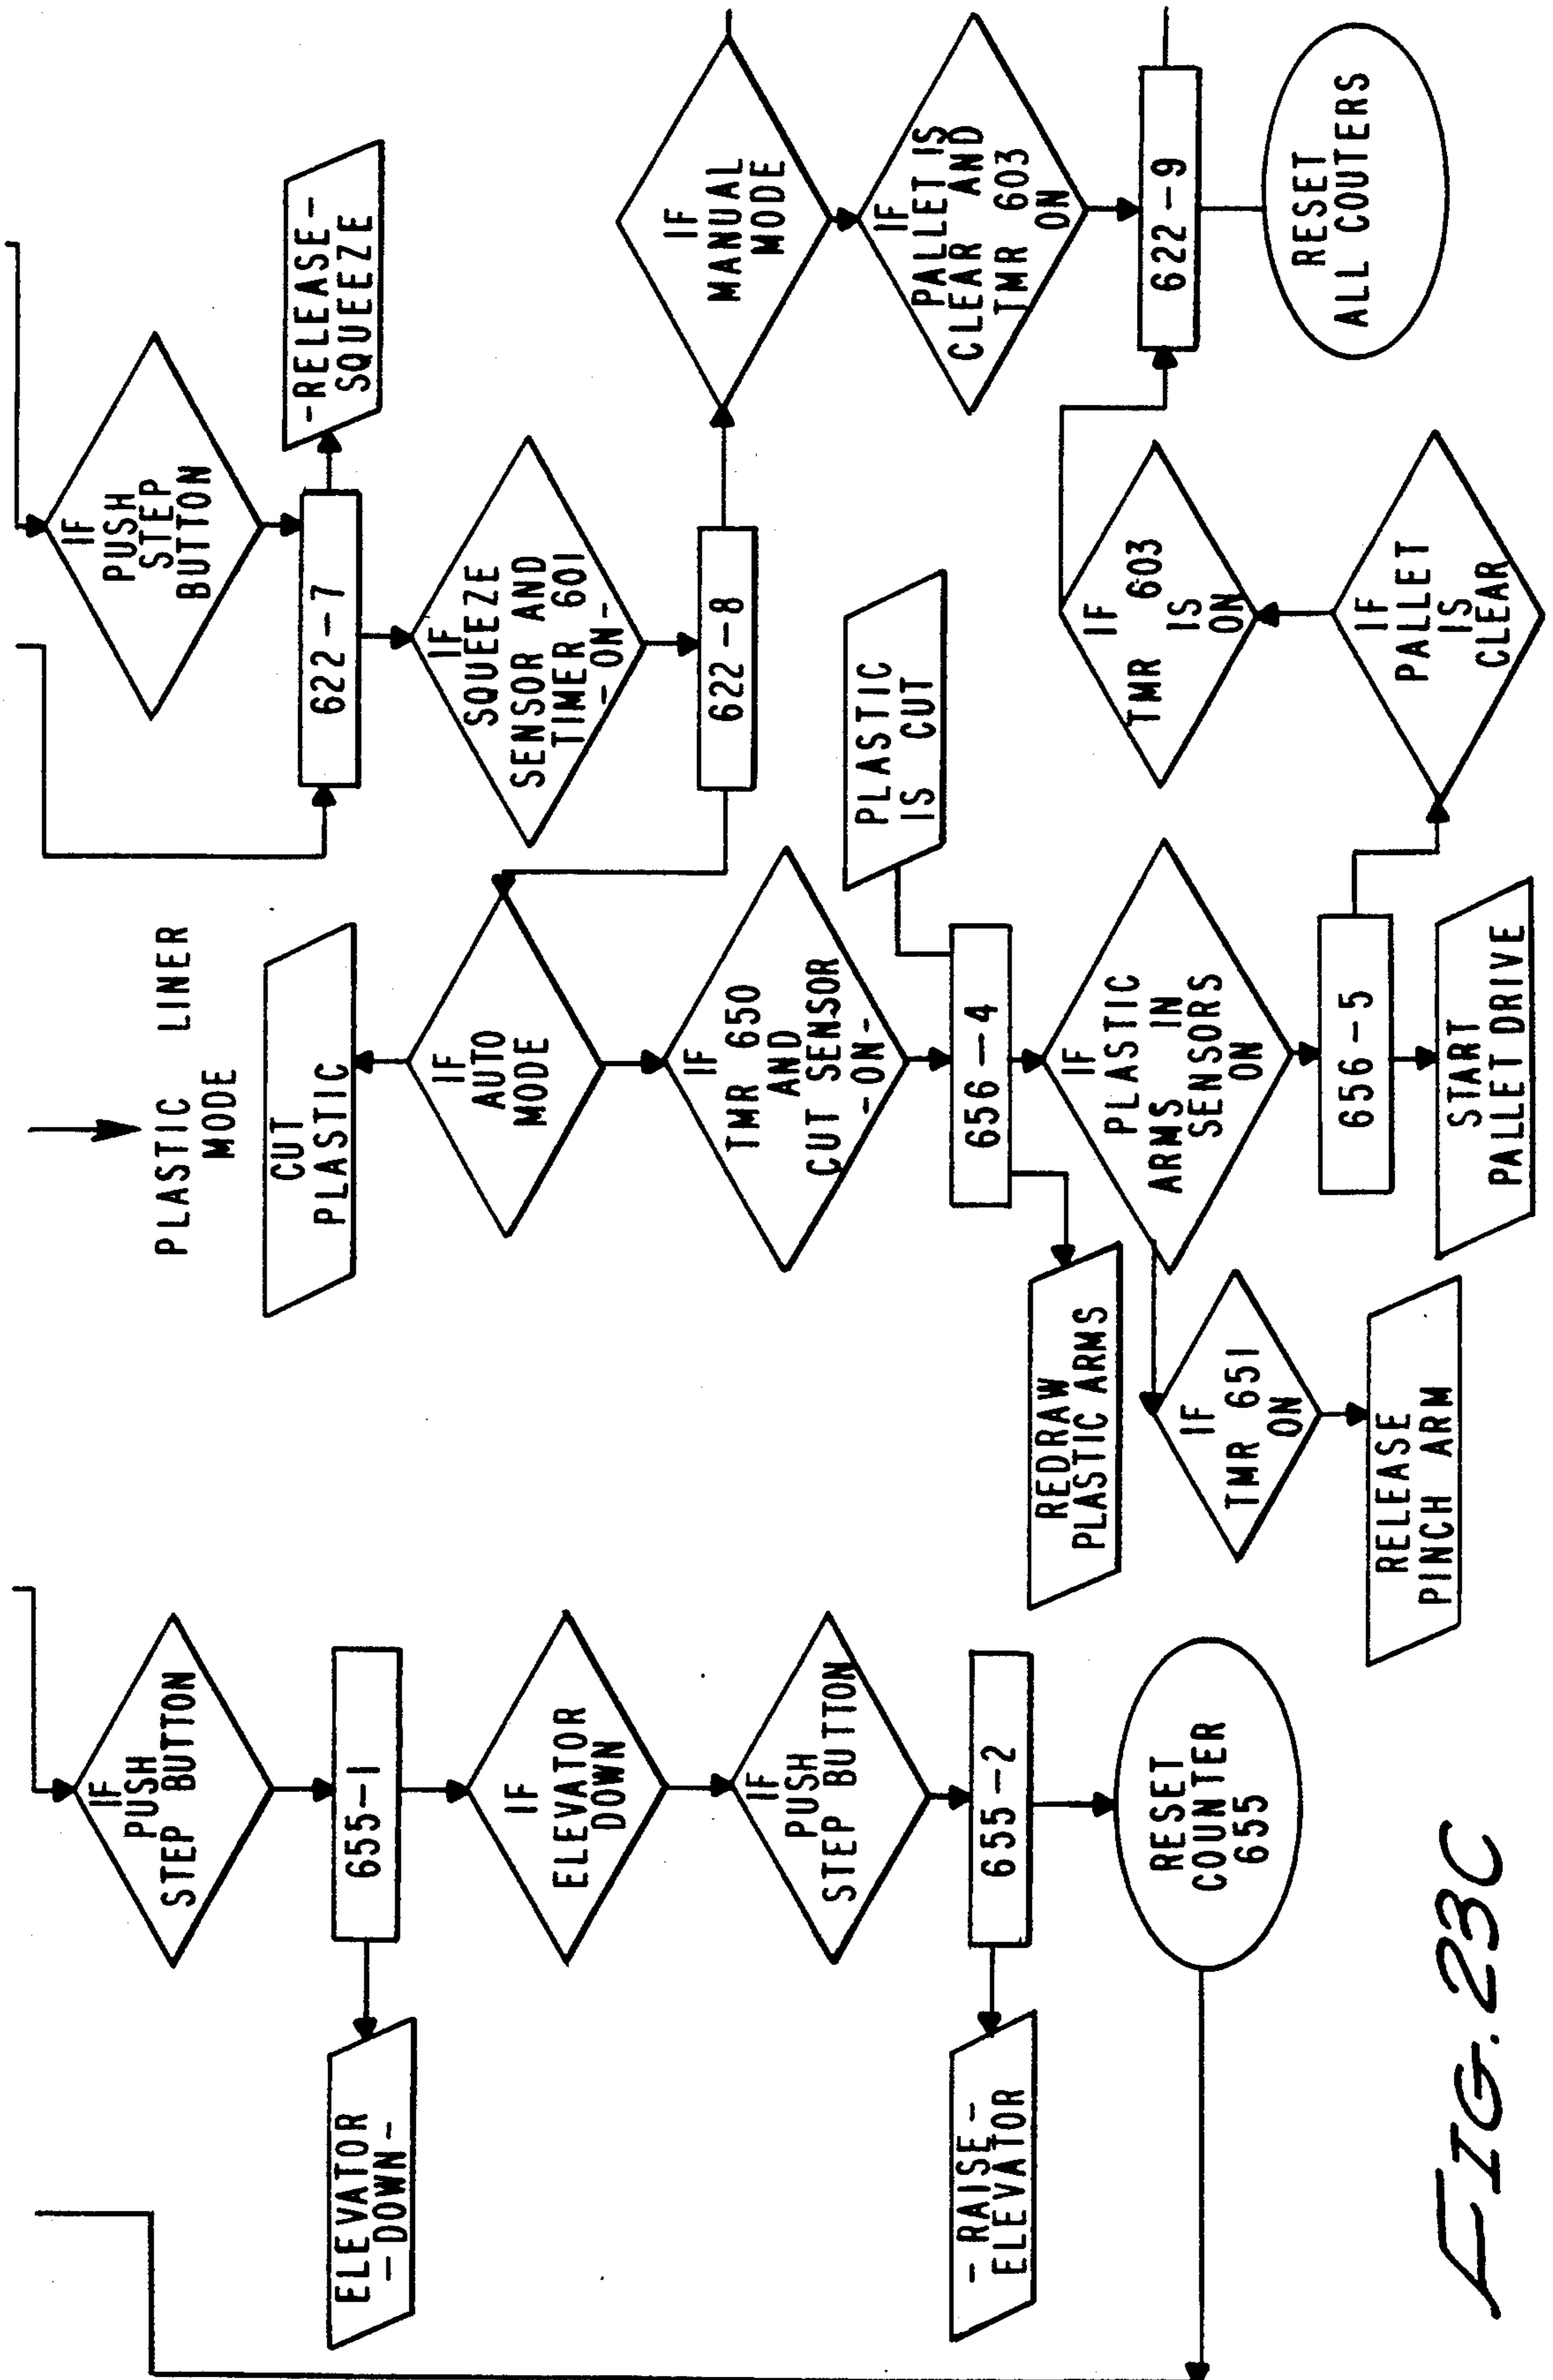 IF
PUSH
STEP BUTTON
655-1
ELEVATOR
-DOWN-
IF
ELEVATOR
DOWN
IF
PUSH
STEP BUTTON
655-2
-RAISE-
ELEVATOR
RESET
COUNTER
655
PLASTIC LINER
MODE
CUT
PLASTIC
IF
AUTO
MODE
IF
TMR 650
AND
CUT SENSOR
-ON-
656-4
PLASTIC
IS CUT
REDRAW
PLASTIC ARMS
IF
PLASTIC
ARMS IN
SENSORS
ON
IF
TMR 651
ON
RELEASE
PINCH ARM
656-5
START
PALLET DRIVE
IF
PUSH
STEP
BUTTON
622-7
-RELEASE-
SQUEEZE
IF
SQUEEZE
SENSOR AND
TIMER 601
-ON-
622-8
IF
MANUAL
MODE
IF
PALLET IS
CLEAR AND
TMR 603
ON
IF
TMR 603
IS
ON
IF
PALLET
IS
CLEAR
622-9
RESET
ALL COUTERS
FIG. 23C